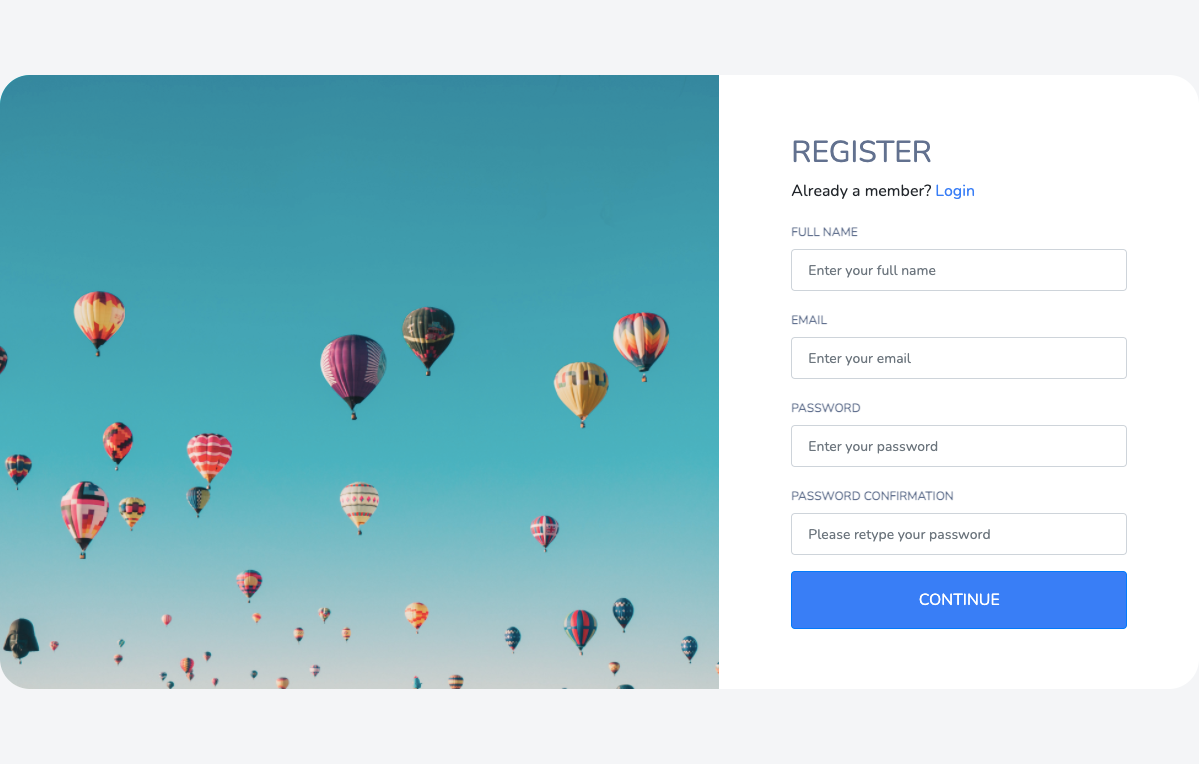 REGISTER
Already a member? Login
FULL NAME
Enter your full name
EMAIL
Enter your email
PASSWORD
Enter your password
PASSWORD CONFIRMATION
Please retype your password
CONTINUE